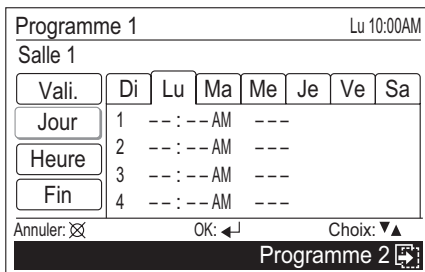 Programme 1 Lu 10:00AM
Salle 1
Vali. Di Lu Ma Me Je Ve Sa
Jour 1 --:--AM ---
Heure 2 --:--AM ---
3 --:--AM ---
Fin 4 --:--AM ---
Annuler: OK: Choix: ▼▲
Programme 2